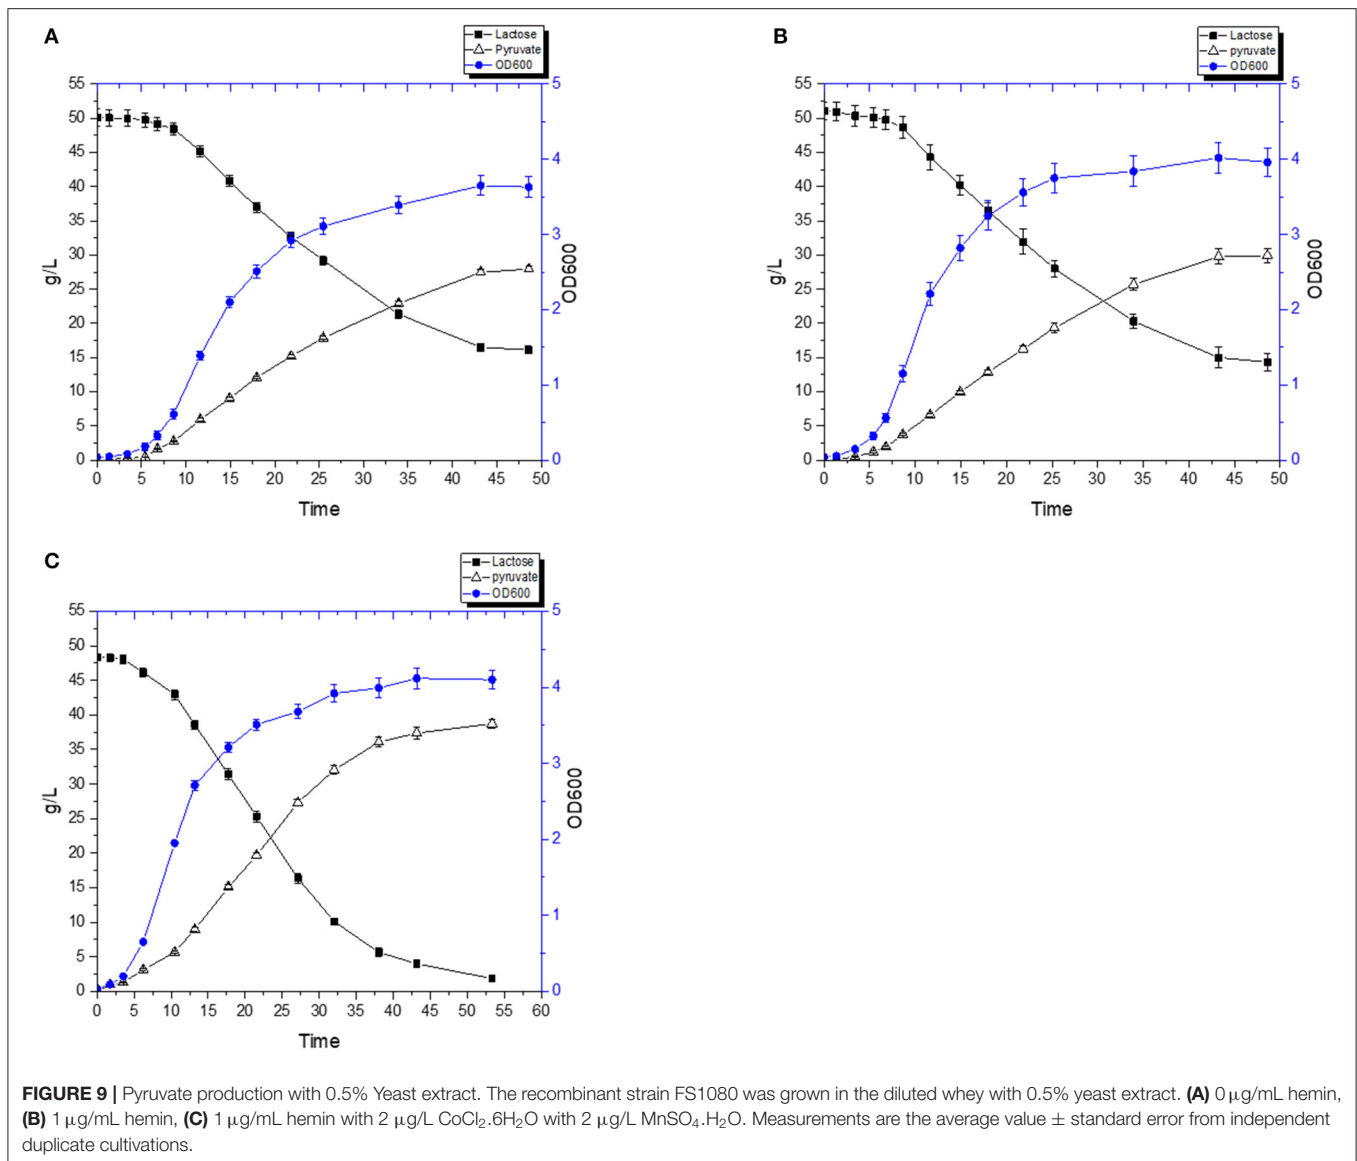 A
Lactose
Pyruvate
OD600
55
50
45
40
35
30
25
20
15
10
5
0
g/L
5
4
3
2
1
0
OD600
0 5 10 15 20 25 30 35 40 45 50
Time
B
Lactose
pyruvate
OD600
55
50
45
40
35
30
25
20
15
10
5
0
g/L
5
4
3
2
1
0
OD600
0 5 10 15 20 25 30 35 40 45 50
Time
C
Lactose
pyruvate
OD600
55
50
45
40
35
30
25
20
15
10
5
0
g/L
5
4
3
2
1
0
OD600
0 5 10 15 20 25 30 35 40 45 50 55 60
Time
FIGURE 9 | Pyruvate production with 0.5% Yeast extract. The recombinant strain FS1080 was grown in the diluted whey with 0.5% yeast extract. (A) 0 μg/mL hemin,
(B) 1 μg/mL hemin, (C) 1 μg/mL hemin with 2 μg/L CoCl₂.6H₂O with 2 μg/L MnSO₄.H₂O. Measurements are the average value ± standard error from independent
duplicate cultivations.